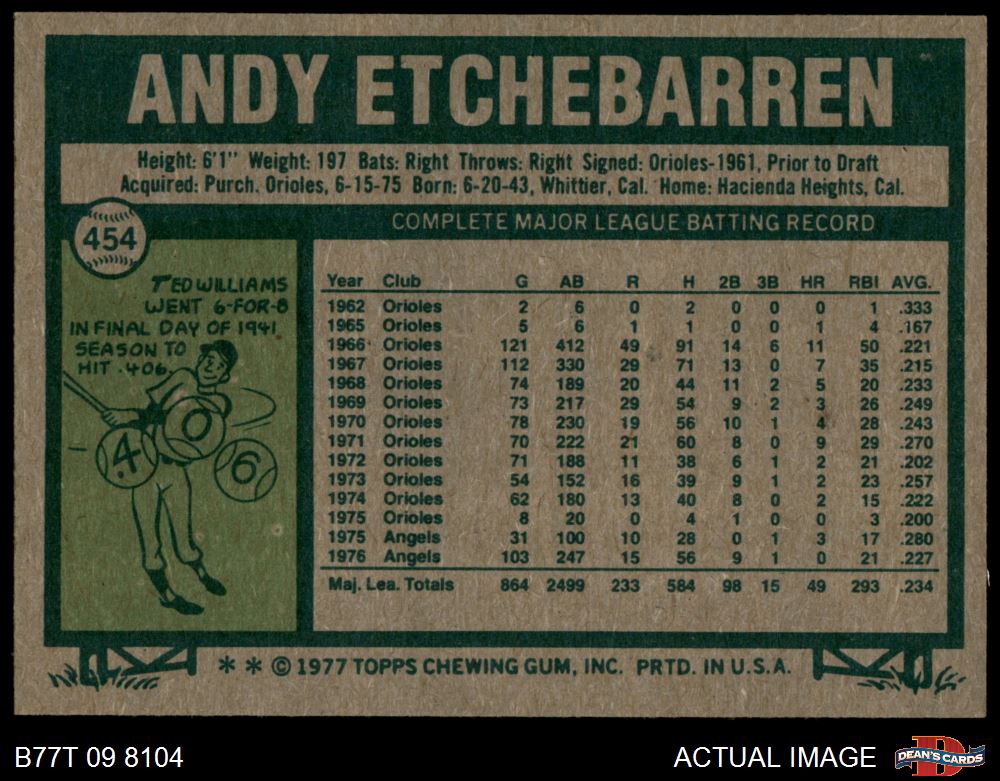 ANDY ETCHEBARREN
Height: 6'1" Weight: 197 Bats: Right Throws: Right Signed: Orioles-1961, Prior to Draft
Acquired: Purch. Orioles, 6-15-75 Born: 6-20-43, Whittier, Cal. Home: Hacienda Heights, Cal.
454
COMPLETE MAJOR LEAGUE BATTING RECORD
TED WILLIAMS
WENT 6-FOR-8
IN FINAL DAY OF 1941
SEASON TO
HIT .406.
4 0 6
Year Club G AB R H 2B 3B HR RBI AVG.
1962 Orioles 2 6 0 2 0 0 0 1 .333
1965 Orioles 5 6 1 1 0 0 1 4 .167
1966 Orioles 121 412 49 91 14 6 11 50 .221
1967 Orioles 112 330 29 71 13 0 7 35 .215
1968 Orioles 74 189 20 44 11 2 5 20 .233
1969 Orioles 73 217 29 54 9 2 3 26 .249
1970 Orioles 78 230 19 56 10 1 4 28 .243
1971 Orioles 70 222 21 60 8 0 9 29 .270
1972 Orioles 71 188 11 38 6 1 2 21 .202
1973 Orioles 54 152 16 39 9 1 2 23 .257
1974 Orioles 62 180 13 40 8 0 2 15 .222
1975 Orioles 8 20 0 4 1 0 0 3 .200
1975 Angels 31 100 10 28 0 1 3 17 .280
1976 Angels 103 247 15 56 9 1 0 21 .227
Maj. Lea. Totals 864 2499 233 584 98 15 49 293 .234
* * © 1977 TOPPS CHEWING GUM, INC. PRTD. IN U.S.A.
B77T 09 8104
ACTUAL IMAGE
D
DEAN'S CARDS